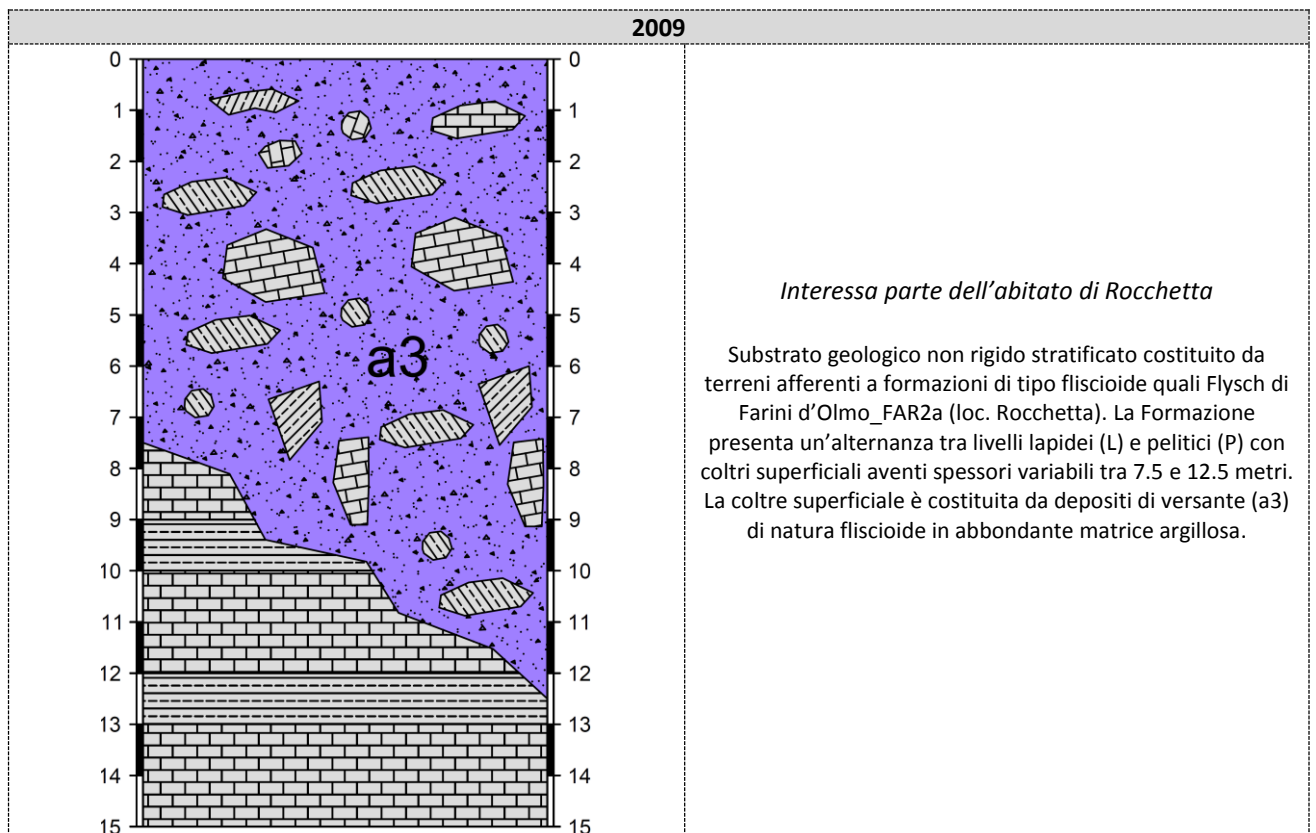 2009
0 0
1 1
2 2
3 3
4 4
5 5
6 6
7 7
8 8
9 9
10 10
11 11
12 12
13 13
14 14
15 15
a3
Interessa parte dell’abitato di Rocchetta
Substrato geologico non rigido stratificato costituito da
terreni afferenti a formazioni di tipo fliscioide quali Flysch di
Farini d’Olmo_FAR2a (loc. Rocchetta). La Formazione
presenta un’alternanza tra livelli lapidei (L) e pelitici (P) con
coltri superficiali aventi spessori variabili tra 7.5 e 12.5 metri.
La coltre superficiale è costituita da depositi di versante (a3)
di natura fliscioide in abbondante matrice argillosa.